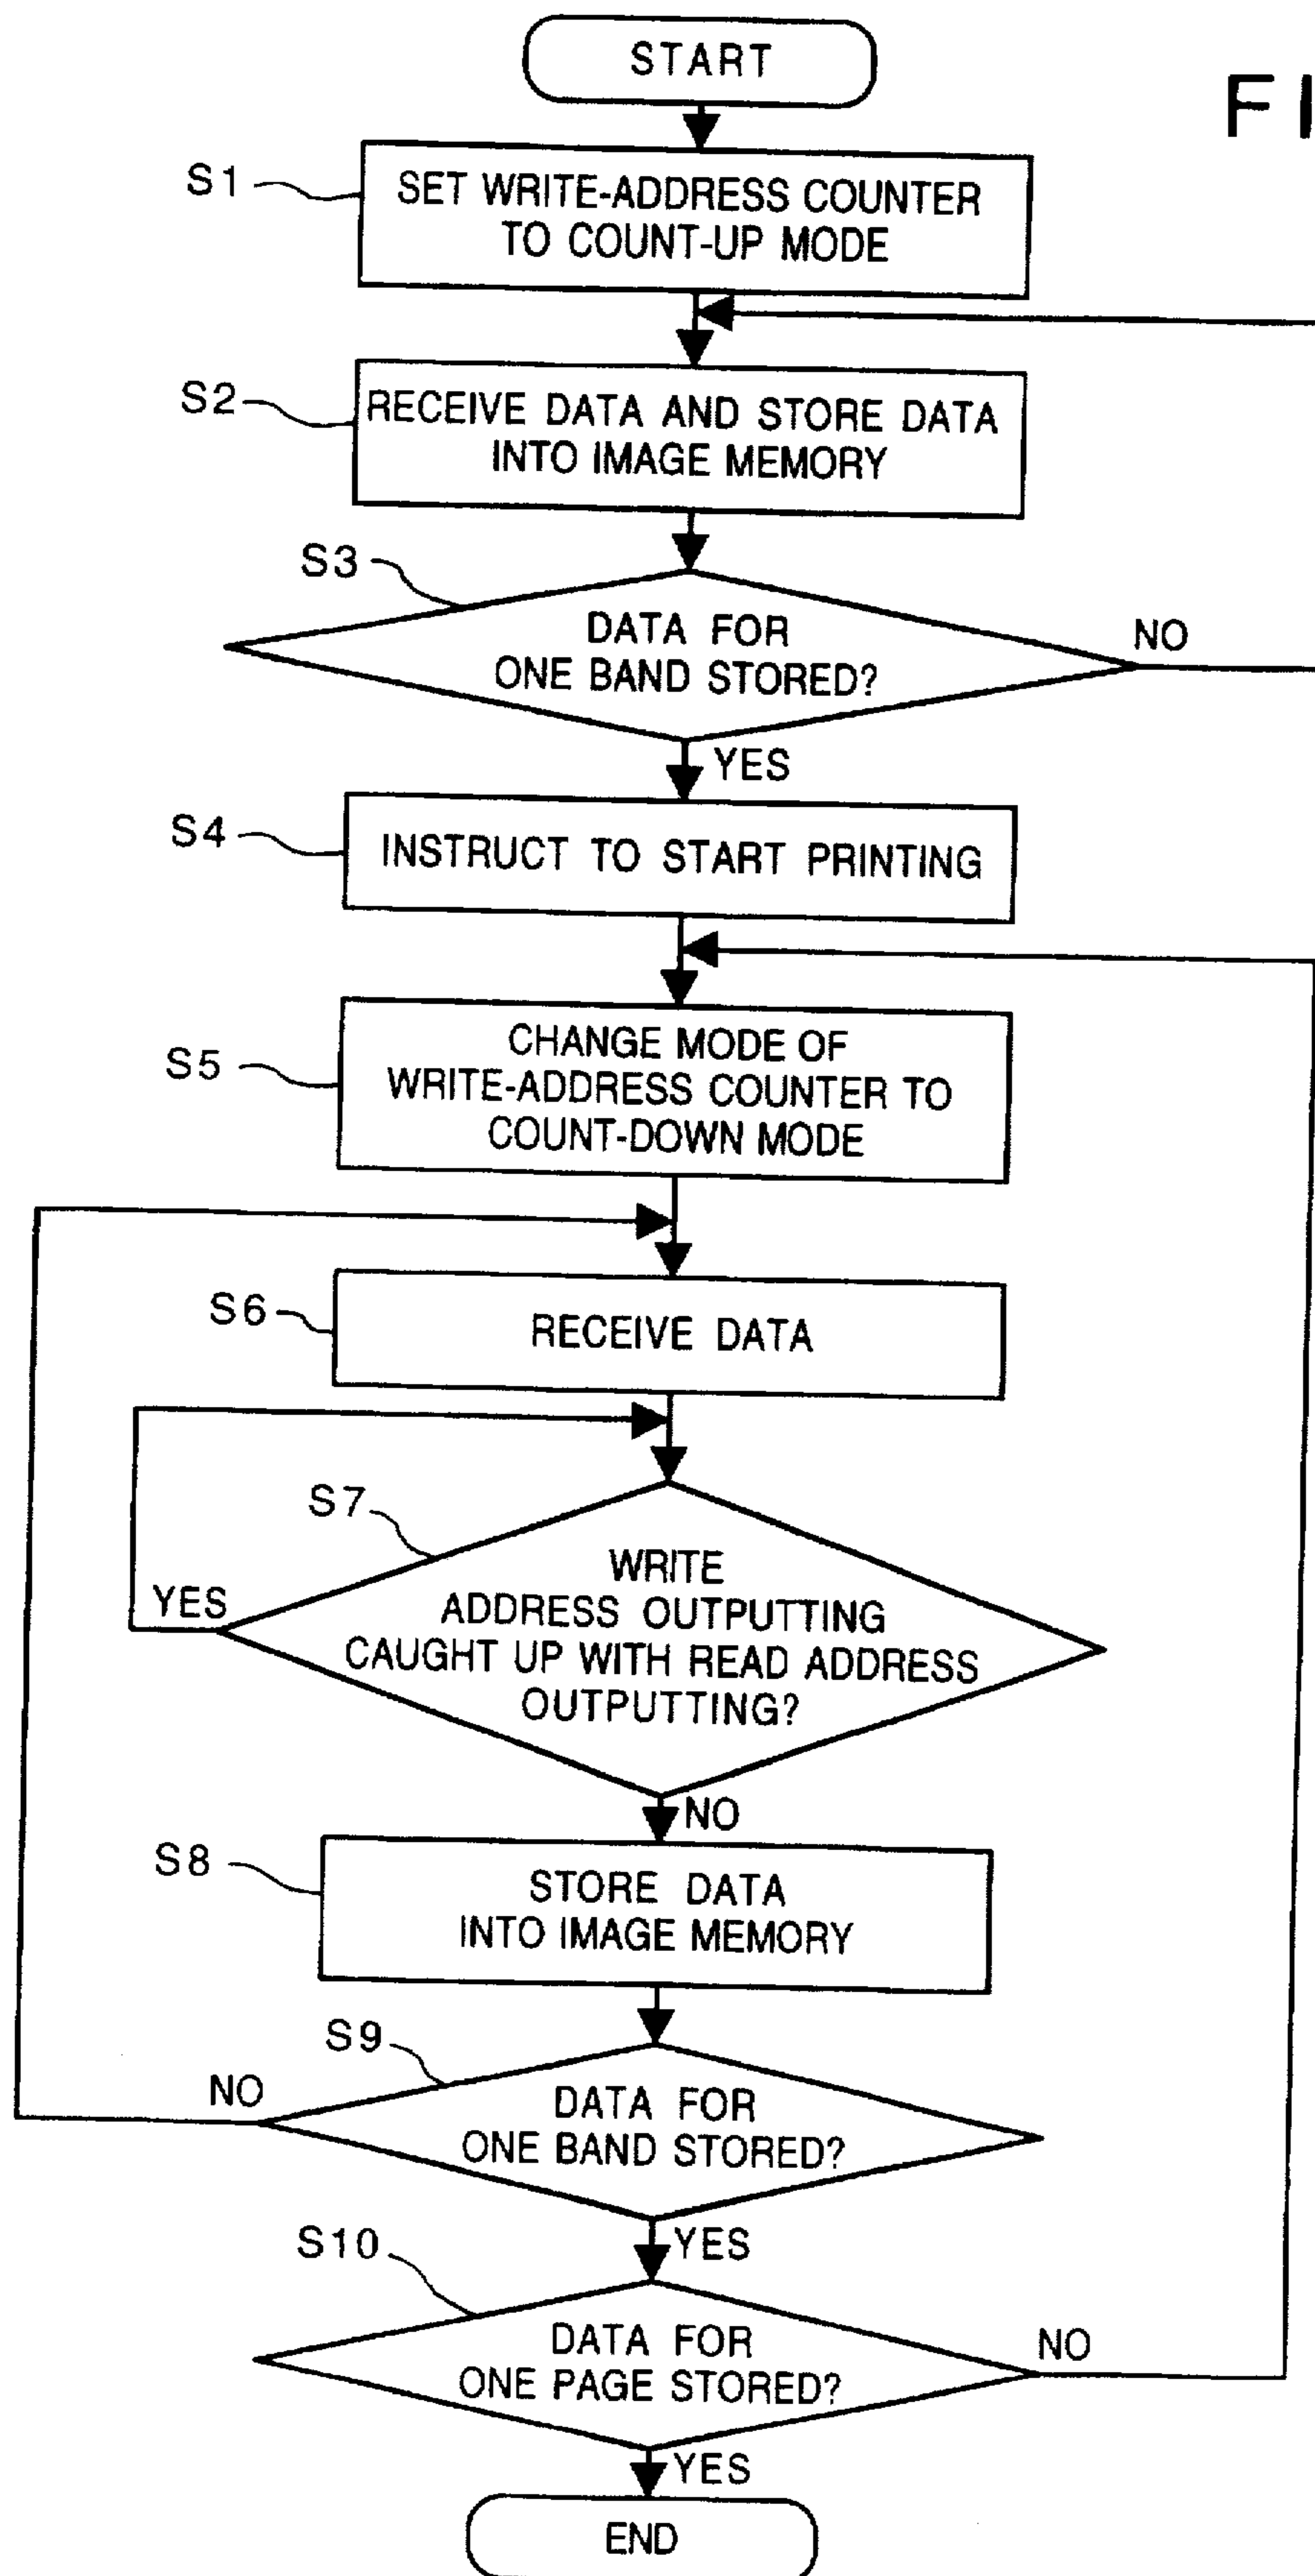 START
FI
S1
SET WRITE-ADDRESS COUNTER
TO COUNT-UP MODE
S2
RECEIVE DATA AND STORE DATA
INTO IMAGE MEMORY
S3
DATA FOR
ONE BAND STORED?
NO
YES
S4
INSTRUCT TO START PRINTING
S5
CHANGE MODE OF
WRITE-ADDRESS COUNTER TO
COUNT-DOWN MODE
S6
RECEIVE DATA
S7
WRITE
ADDRESS OUTPUTTING
CAUGHT UP WITH READ ADDRESS
OUTPUTTING?
YES
NO
S8
STORE DATA
INTO IMAGE MEMORY
S9
NO
DATA FOR
ONE BAND STORED?
YES
S10
DATA FOR
ONE PAGE STORED?
NO
YES
END